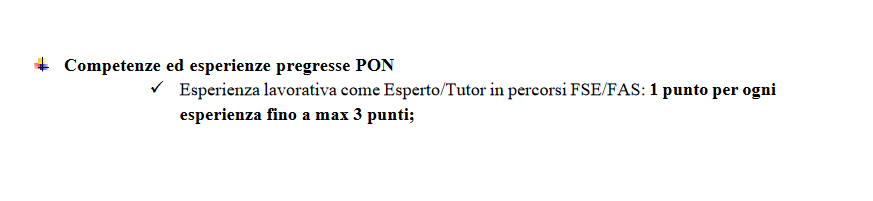 Competenze ed esperienze pregresse PON
✓ Esperienza lavorativa come Esperto/Tutor in percorsi FSE/FAS: 1 punto per ogni
esperienza fino a max 3 punti;